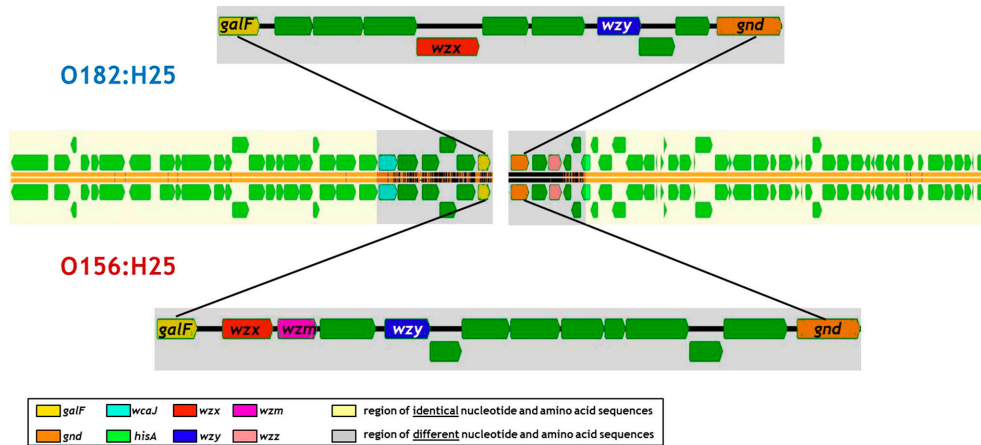 galF wzy gnd
wzx
O182:H25
O156:H25
galF wzx wzm wzy gnd
galF wcaJ wzx wzm region of identical nucleotide and amino acid sequences
gnd hisA wzy wzz region of different nucleotide and amino acid sequences